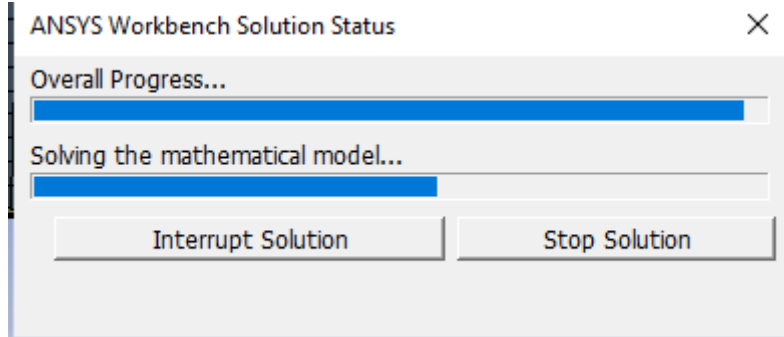 ANSYS Workbench Solution Status
Overall Progress...
Solving the mathematical model...
Interrupt Solution Stop Solution